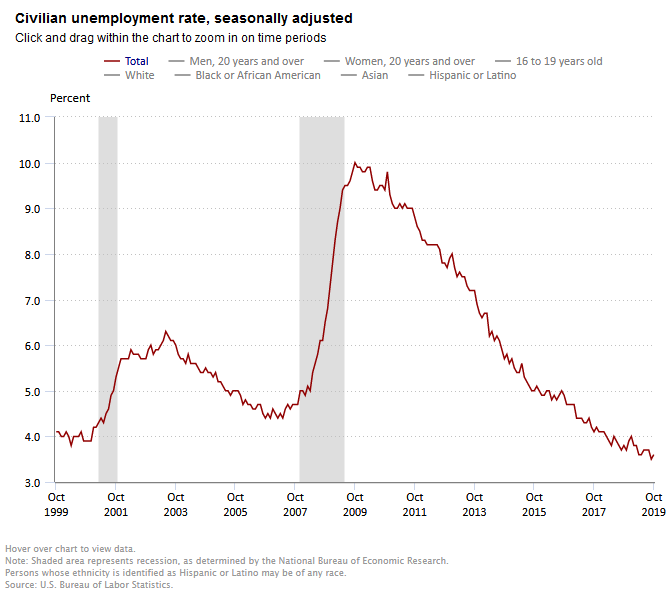 Civilian unemployment rate, seasonally adjusted
Click and drag within the chart to zoom in on time periods
Total Men, 20 years and over Women, 20 years and over 16 to 19 years old
White Black or African American Asian Hispanic or Latino
Percent
11.0
10.0
9.0
8.0
7.0
6.0
5.0
4.0
3.0
Oct Oct Oct Oct Oct Oct Oct Oct Oct Oct Oct
1999 2001 2003 2005 2007 2009 2011 2013 2015 2017 2019
Hover over chart to view data.
Note: Shaded area represents recession, as determined by the National Bureau of Economic Research.
Persons whose ethnicity is identified as Hispanic or Latino may be of any race.
Source: U.S. Bureau of Labor Statistics.